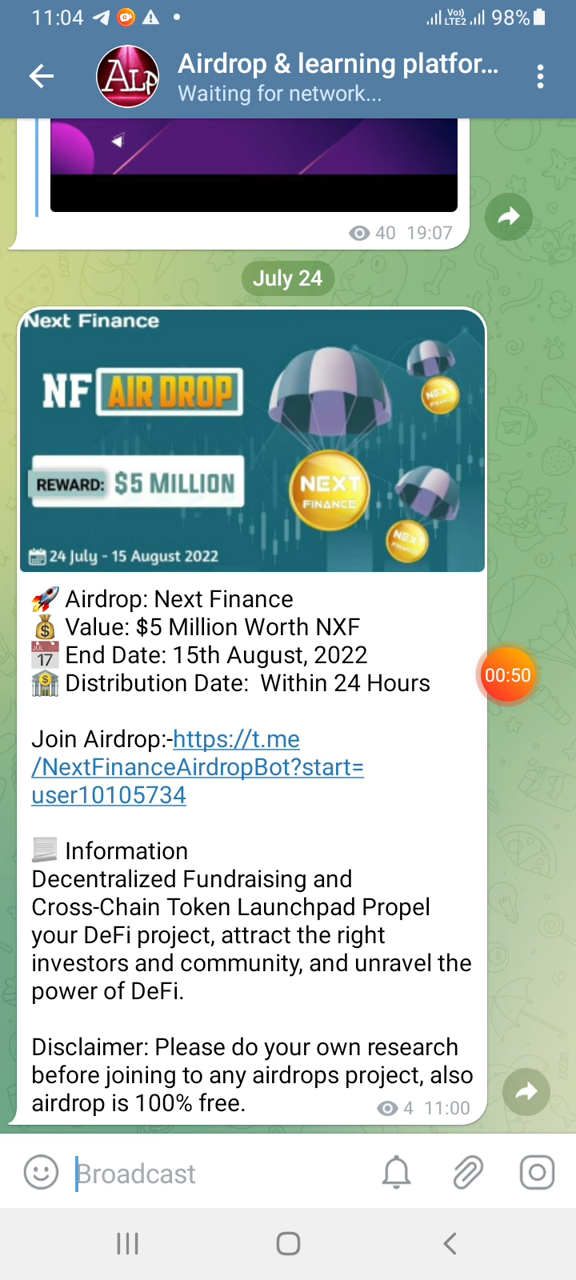 11:04
Vo)) LTE2 98%
ALP
Airdrop & learning platfor...
Waiting for network...
40 19:07
July 24
Next Finance
NF AIR DROP
NEXT
REWARD: $5 MILLION
NEXT
FINANCE
NEXT
24 July - 15 August 2022
🚀 Airdrop: Next Finance
💰 Value: $5 Million Worth NXF
📅 End Date: 15th August, 2022
🏦 Distribution Date:  Within 24 Hours
00:50
Join Airdrop:-https://t.me
/NextFinanceAirdropBot?start=
user10105734
📃 Information
Decentralized Fundraising and
Cross-Chain Token Launchpad Propel
your DeFi project, attract the right
investors and community, and unravel the
power of DeFi.
Disclaimer: Please do your own research
before joining to any airdrops project, also
airdrop is 100% free.
4 11:00
Broadcast